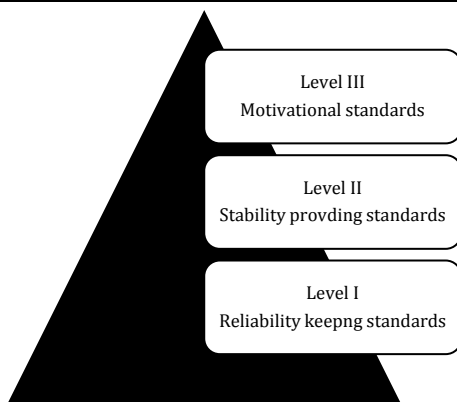 Level III
Motivational standards
Level II
Stability provding standards
Level I
Reliability keepng standards